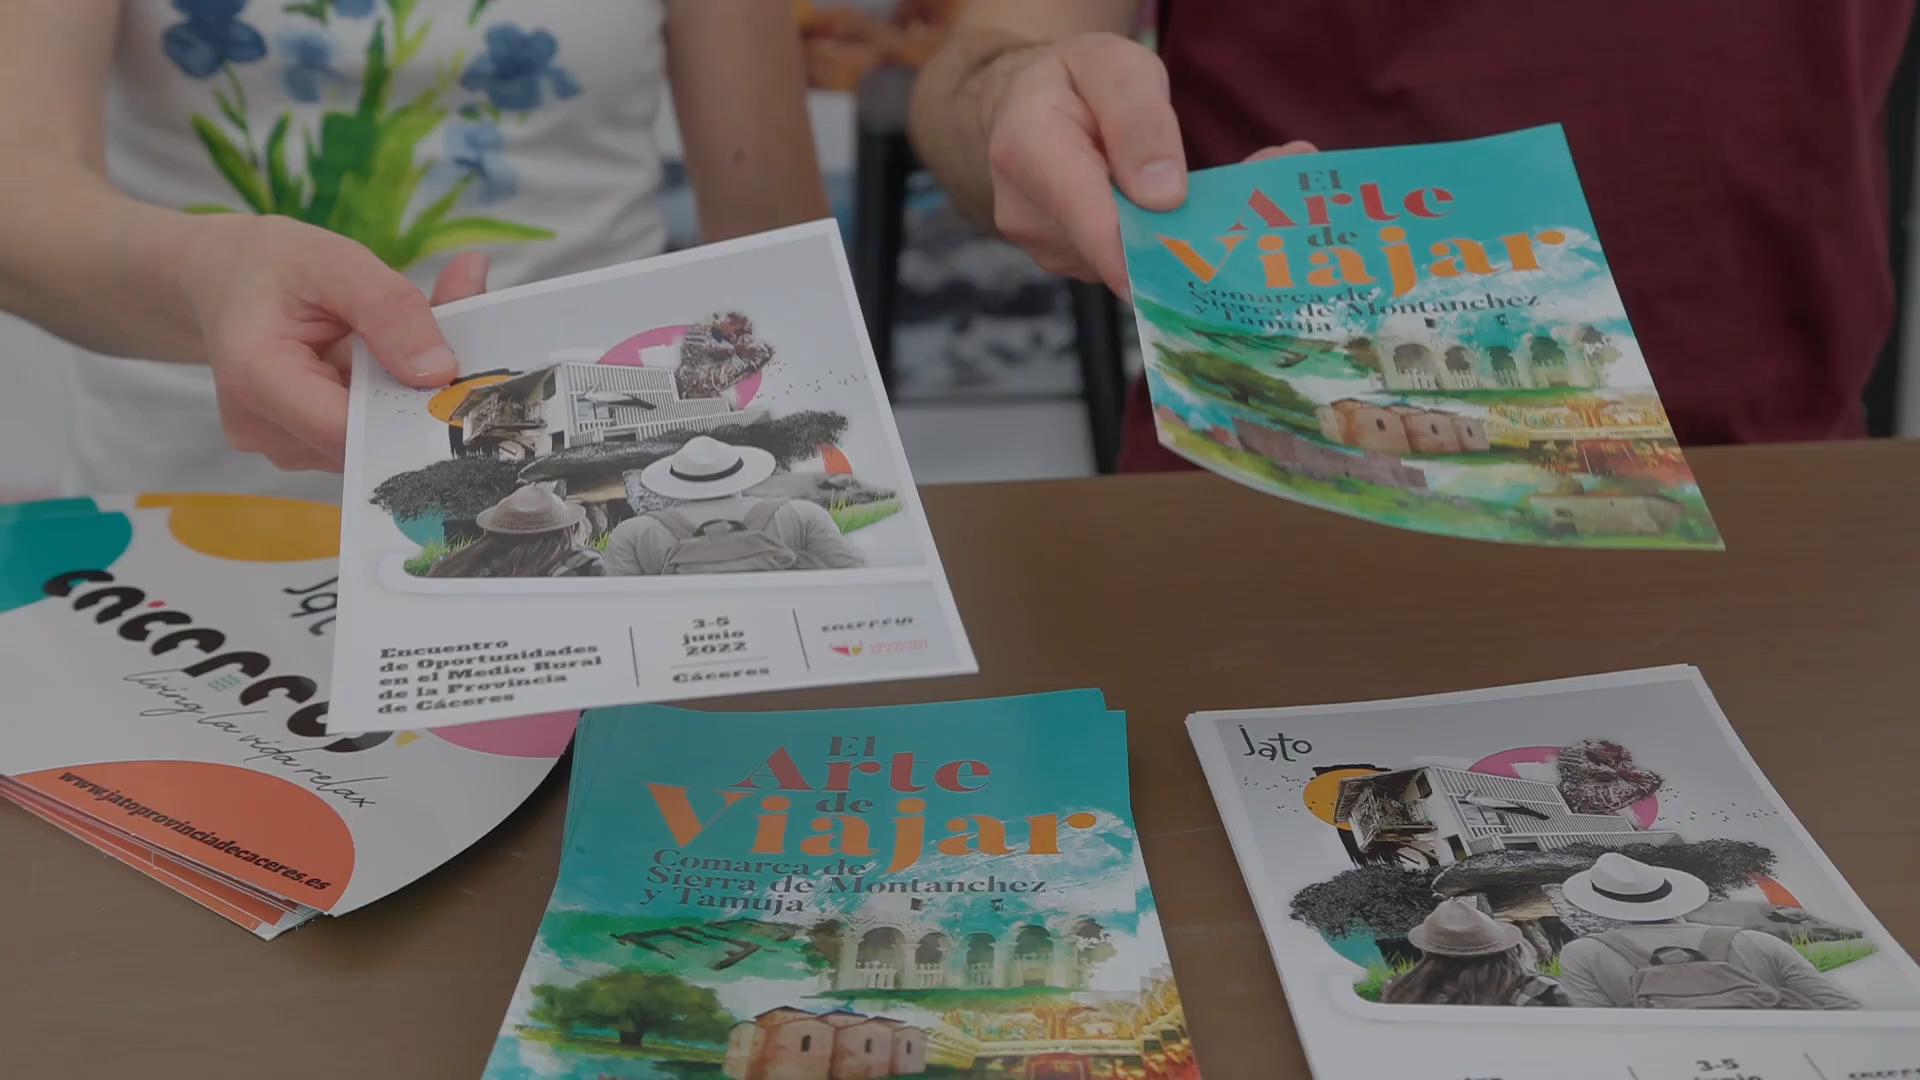 El
Arte
de
Viajar
Comarca de
Sierra de Montanchez
y Tamuja
Encuentro
de Oportunidades
en el Medio Rural
de la Provincia
de Cáceres
3-5
junio
2022
Cáceres
living la vida relax
www.jatoprovinciadecaceres.es
El
Arte
de
Viajar
Comarca de
Sierra de Montanchez
y Tamuja
jato
3-5